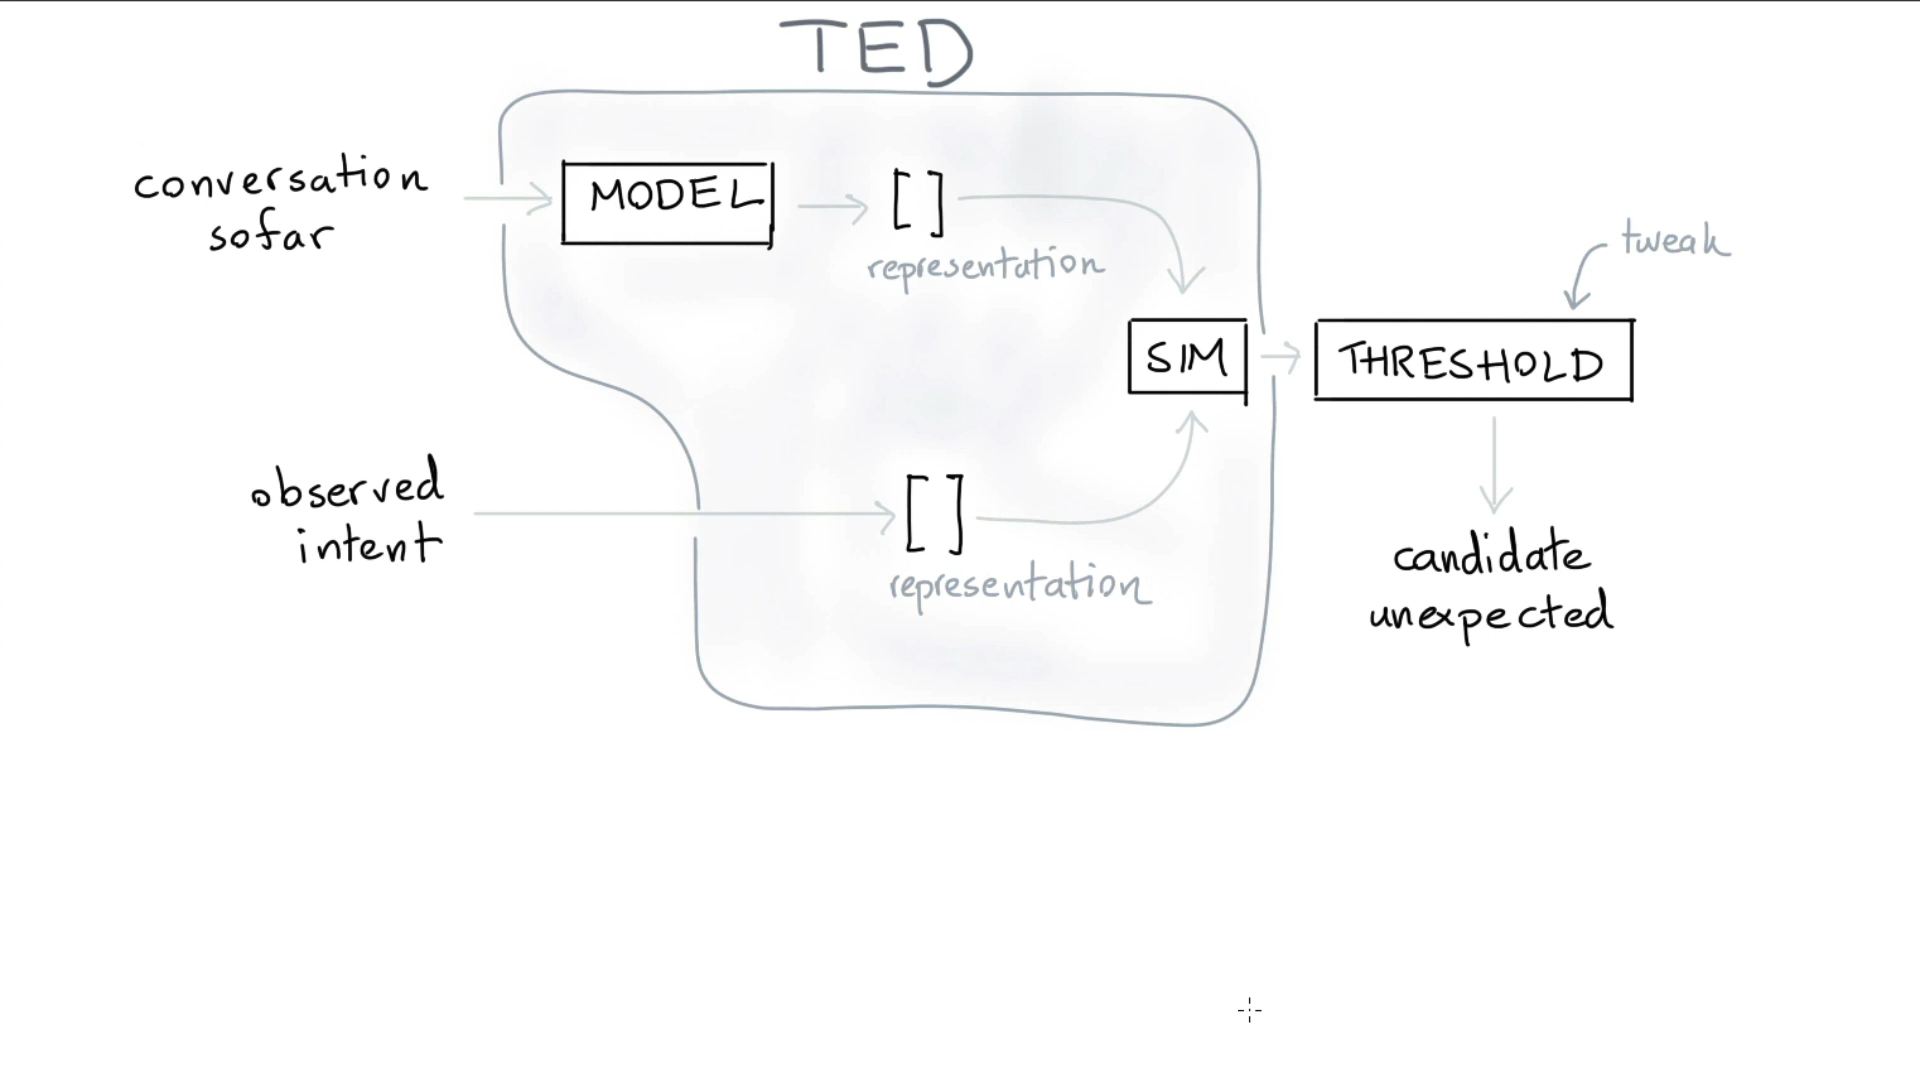 TED
conversation
sofar
MODEL
[ ]
representation
tweak
SIM
THRESHOLD
observed
intent
[ ]
representation
candidate
unexpected